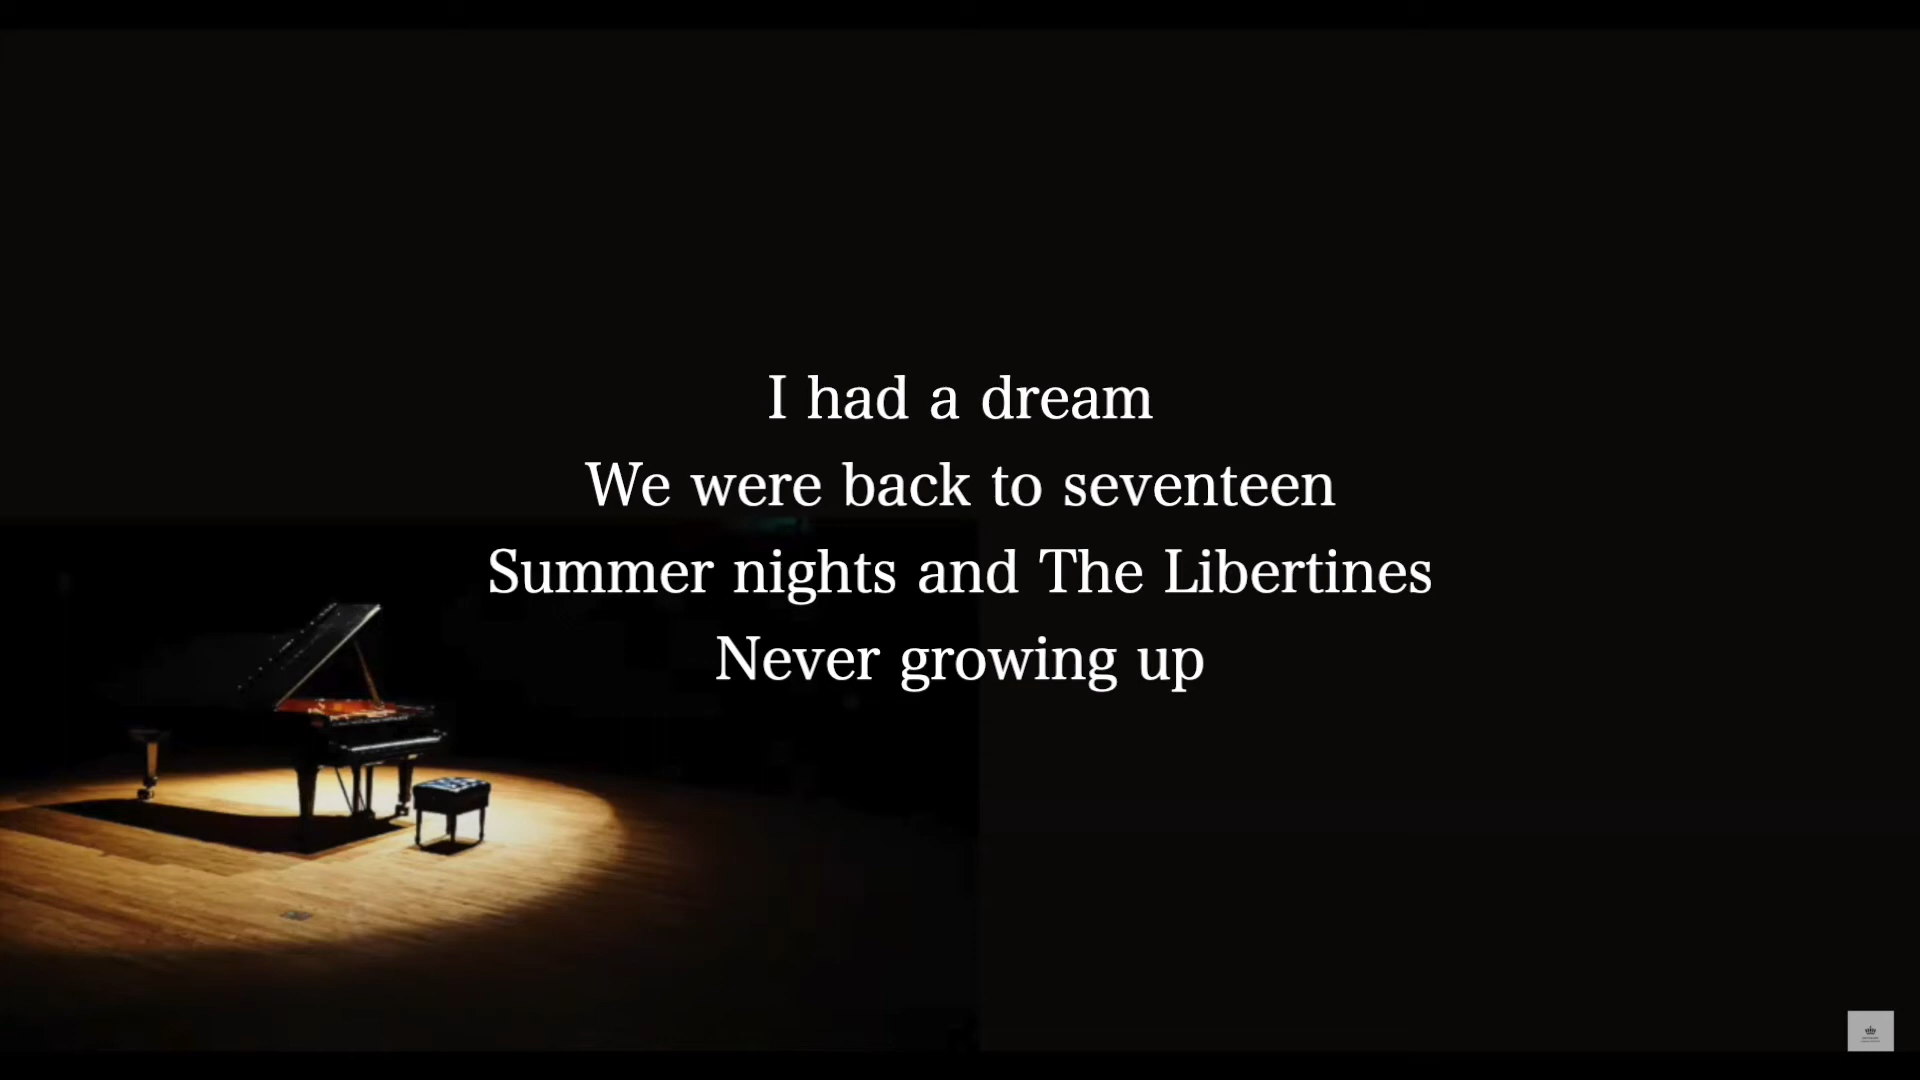 I had a dream
We were back to seventeen
Summer nights and The Libertines
Never growing up